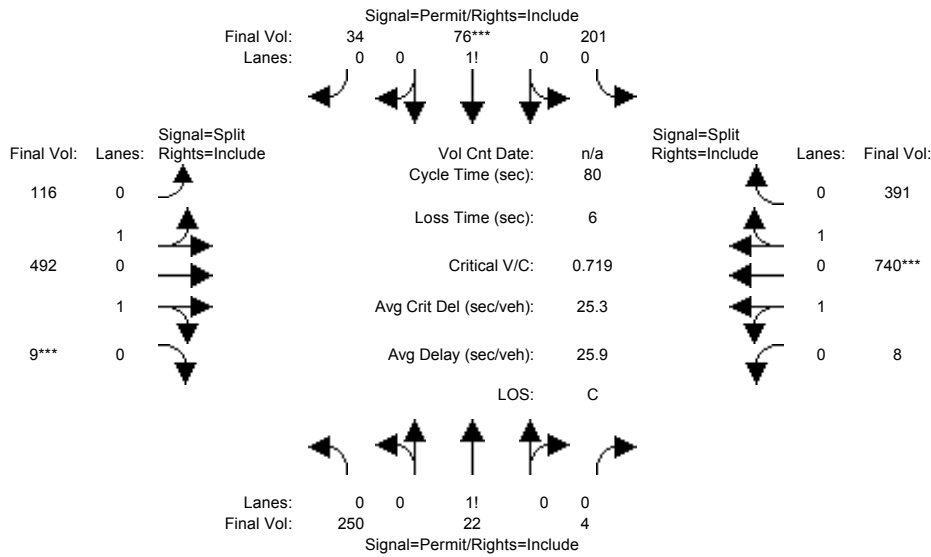 Signal=Permit/Rights=Include
Final Vol: 34 76*** 201
Lanes: 0 0 1! 0 0
Signal=Split Signal=Split
Final Vol: Lanes: Rights=Include Vol Cnt Date: n/a Rights=Include Lanes: Final Vol:
Cycle Time (sec): 80
116 0 0 391
Loss Time (sec): 6
1 1
492 0 Critical V/C: 0.719 0 740***
1 Avg Crit Del (sec/veh): 25.3 1
9*** 0 Avg Delay (sec/veh): 25.9 0 8
LOS: C
Lanes: 0 0 1! 0 0
Final Vol: 250 22 4
Signal=Permit/Rights=Include